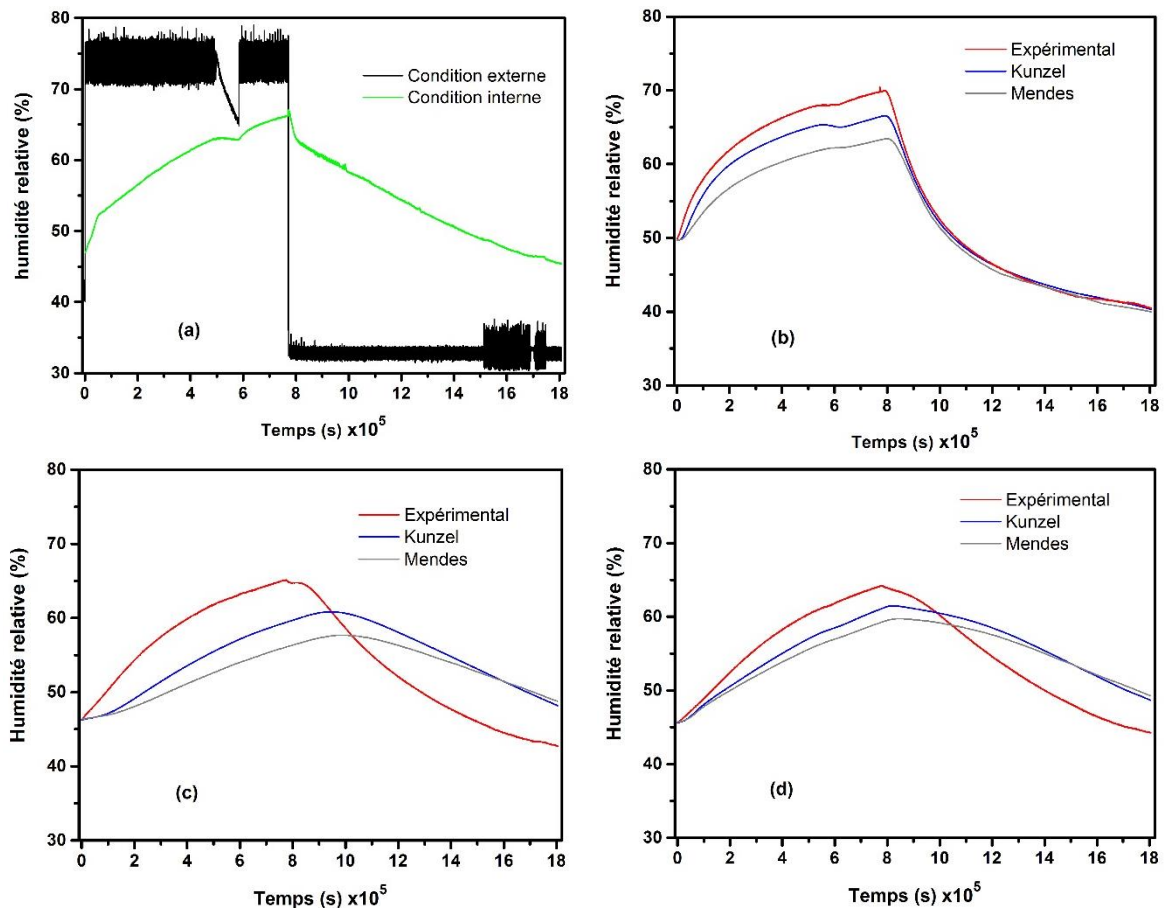 80
70
60
50
40
30
humidité relative (%)
Condition externe
Condition interne
(a)
0 2 4 6 8 10 12 14 16 18
Temps (s) x10⁵
80
70
60
50
40
30
Humidité relative (%)
Expérimental
Kunzel
Mendes
(b)
0 2 4 6 8 10 12 14 16 18
Temps (s) x10⁵
80
70
60
50
40
30
Humidité relative (%)
Expérimental
Kunzel
Mendes
(c)
0 2 4 6 8 10 12 14 16 18
Temps (s) x10⁵
80
70
60
50
40
30
Humidité relative (%)
Expérimental
Kunzel
Mendes
(d)
0 2 4 6 8 10 12 14 16 18
Temps (s) x10⁵